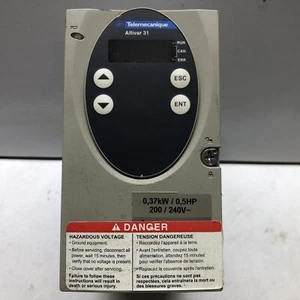 Telemecanique
Altivar 31
RUN
CAN
ERR
ESC
ENT
0,37kW / 0,5HP
200 / 240V~
DANGER
HAZARDOUS VOLTAGE
• Ground equipment.
• Before servicing, disconnect all
power, wait 15 minutes, then
verify that no voltage is present.
• Close cover after servicing.
Failure to follow these
instructions will result in
death or serious injury.
TENSION DANGEREUSE
• Raccordez l'appareil à la terre.
• Avant d'intervenir, coupez
l'alimentation, attendez 15 minutes
pour vérifier l'absence de tension.
• Replacez le couvercle après l'entretien.
Si ces précautions ne sont pas
respectées, cela entraînera la mort
ou des blessures graves.